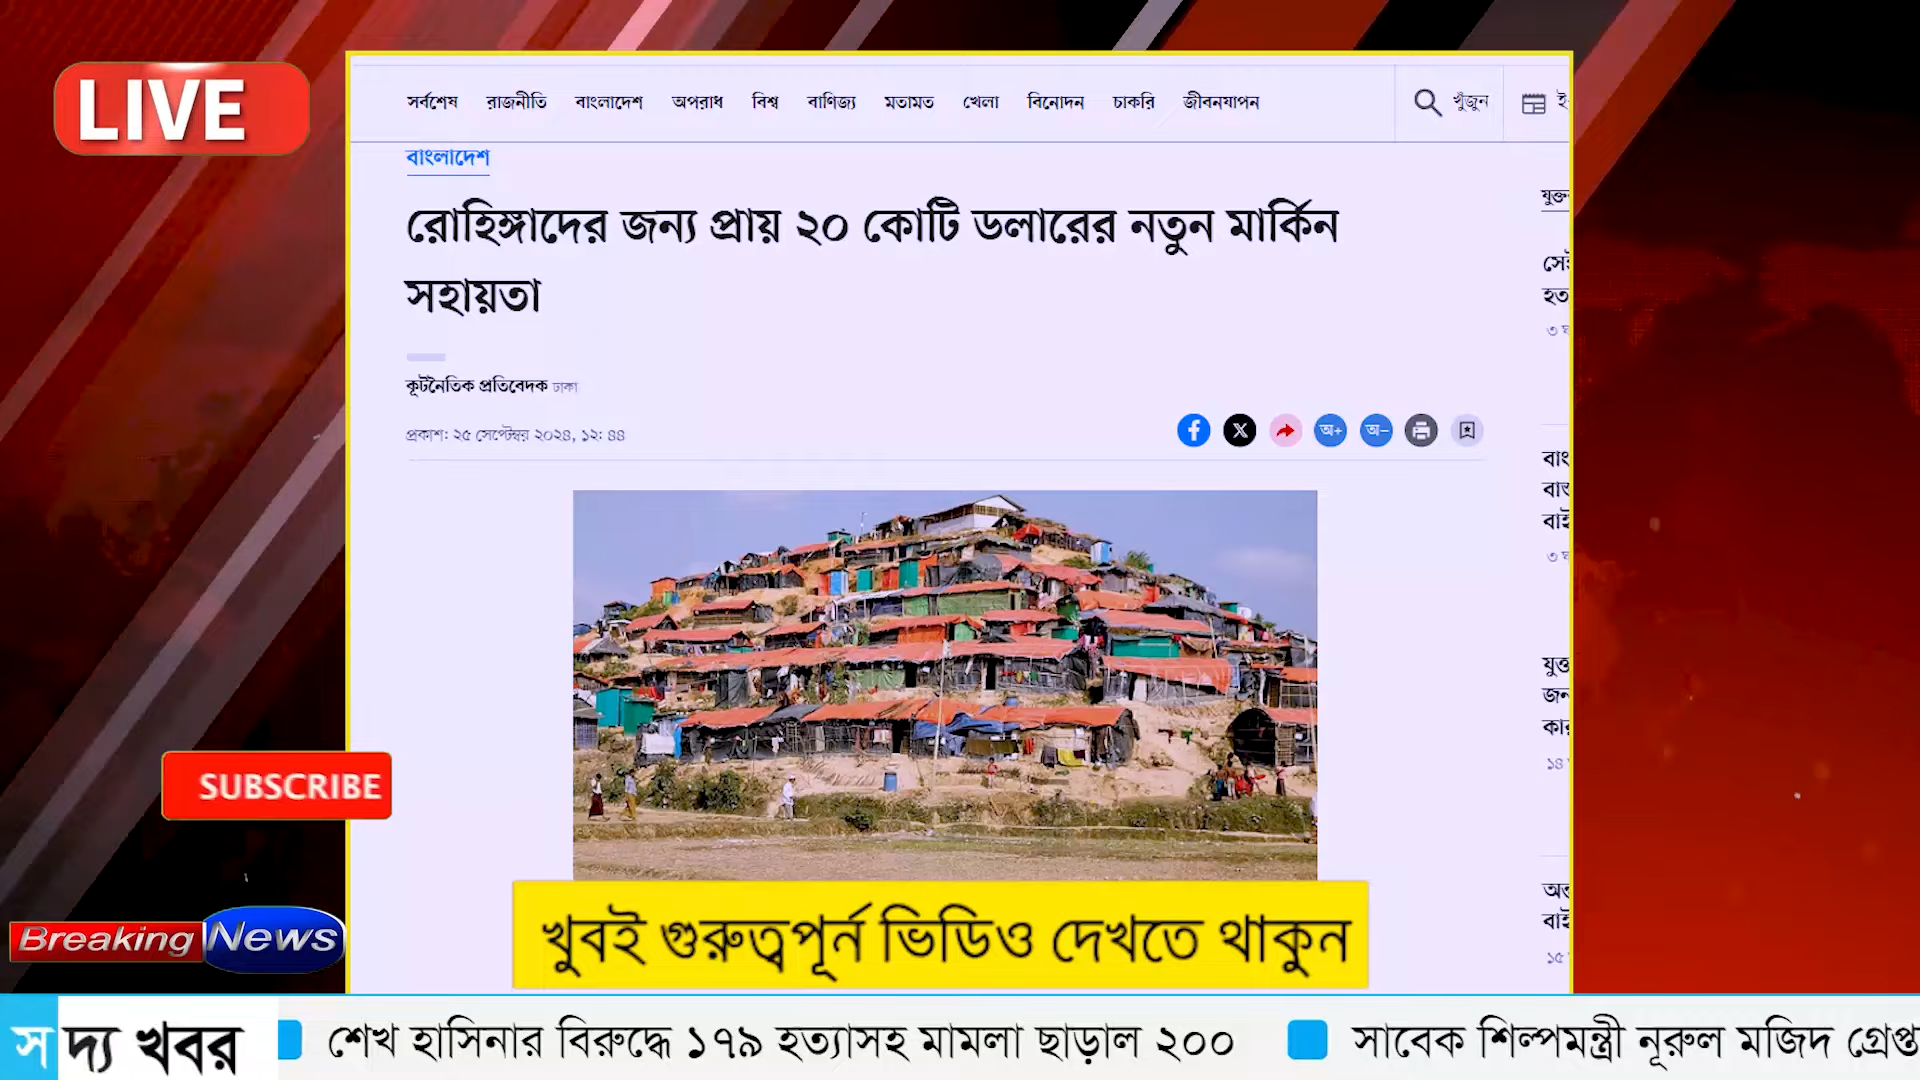 LIVE
সর্বশেষ রাজনীতি বাংলাদেশ অপরাধ বিশ্ব বাণিজ্য মতামত খেলা বিনোদন চাকরি জীবনযাপন খুঁজুন
বাংলাদেশ
রোহিঙ্গাদের জন্য প্রায় ২০ কোটি ডলারের নতুন মার্কিন
সহায়তা
কূটনৈতিক প্রতিবেদক ঢাকা
প্রকাশ: ২৫ সেপ্টেম্বর ২০২৪, ১২: ৪৪
অ+ অ−
SUBSCRIBE
Breaking News
খুবই গুরুত্বপূর্ন ভিডিও দেখতে থাকুন
সদ্য খবর
শেখ হাসিনার বিরুদ্ধে ১৭৯ হত্যাসহ মামলা ছাড়াল ২০০
সাবেক শিল্পমন্ত্রী নূরুল মজিদ